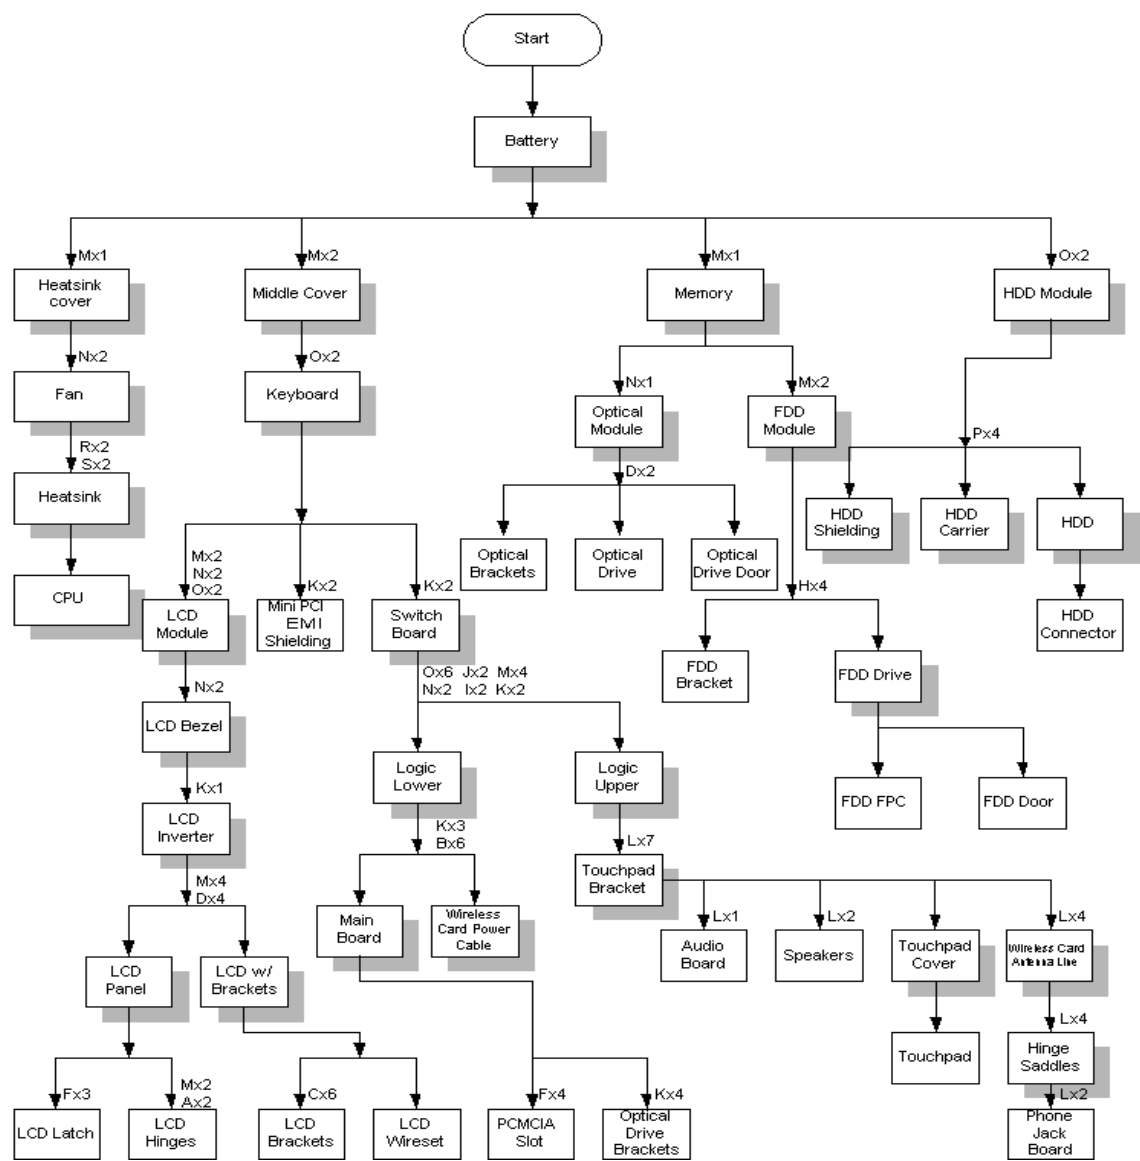 Start
Battery
Mx1
Mx2
Mx1
Ox2
Heatsink
cover
Middle Cover
Memory
HDD Module
Nx2
Ox2
Nx1
Mx2
Fan
Keyboard
Optical
Module
FDD
Module
Px4
Rx2
Sx2
Dx2
Heatsink
HDD
Shielding
HDD
Carrier
HDD
Mx2
Nx2
Ox2
Kx2
Kx2
Optical
Brackets
Optical
Drive
Optical
Drive Door
Hx4
CPU
LCD
Module
Mini PCI
EMI
Shielding
Switch
Board
HDD
Connector
Nx2
Ox6 Jx2 Mx4
Nx2 Ix2 Kx2
FDD
Bracket
FDD Drive
LCD Bezel
Logic
Lower
Logic
Upper
FDD FPC
FDD Door
Kx1
LCD
Inverter
Kx3
Bx6
Lx7
Touchpad
Bracket
Mx4
Dx4
Main
Board
Wireless
Card Power
Cable
Lx1
Lx2
Lx4
Audio
Board
Speakers
Touchpad
Cover
Wireless Card
Antenna Line
LCD
Panel
LCD w/
Brackets
Lx4
Touchpad
Hinge
Saddles
Fx3
Mx2
Ax2
Cx6
Fx4
Kx4
Lx2
LCD Latch
LCD
Hinges
LCD
Brackets
LCD
Wireset
PCMCIA
Slot
Optical
Drive
Brackets
Phone
Jack
Board